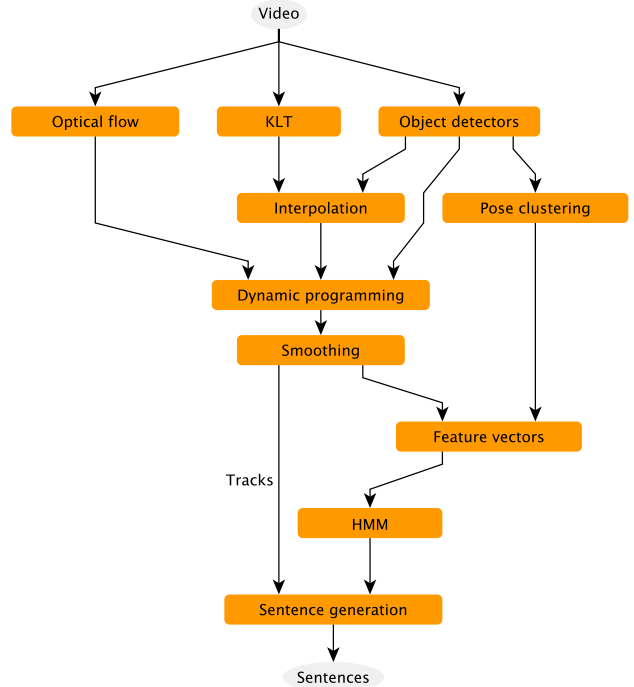 Video
Optical flow
KLT
Object detectors
Interpolation
Pose clustering
Dynamic programming
Smoothing
Feature vectors
Tracks
HMM
Sentence generation
Sentences